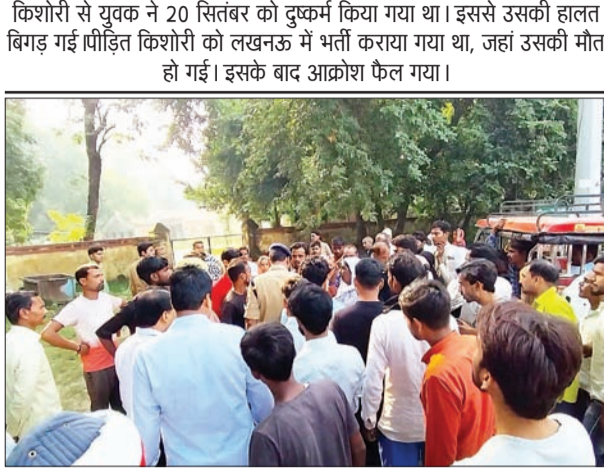 किशोरी से युवक ने 20 सितंबर को दुष्कर्म किया गया था। इससे उसकी हालत
बिगड़ गई।पीड़ित किशोरी को लखनऊ में भर्ती कराया गया था, जहां उसकी मौत
हो गई। इसके बाद आक्रोश फैल गया।